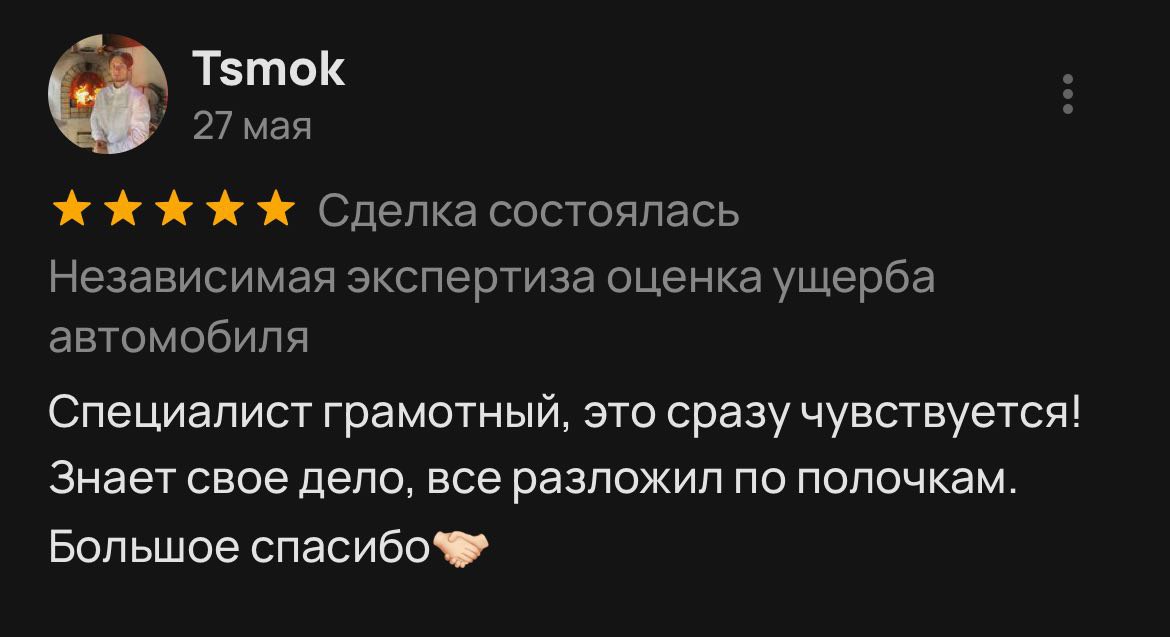 Tsmok
27 мая
Сделка состоялась
Независимая экспертиза оценка ущерба
автомобиля
Специалист грамотный, это сразу чувствуется!
Знает свое дело, все разложил по полочкам.
Большое спасибо🤝🏻